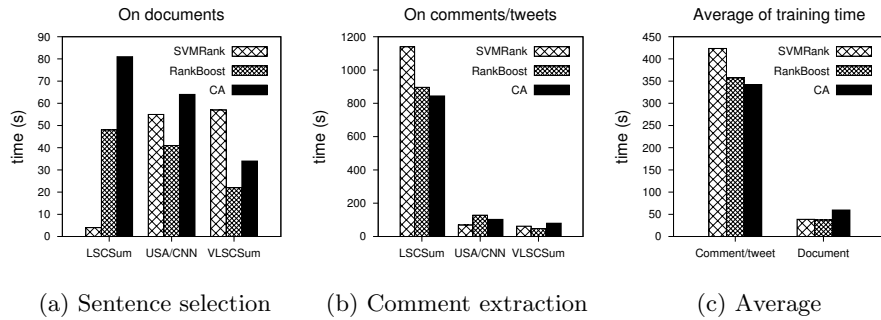 On documents
time (s)
90
80
70
60
50
40
30
20
10
0
SVMRank
RankBoost
CA
LSCSum USA/CNN VLSCSum
(a) Sentence selection
On comments/tweets
time (s)
1200
1000
800
600
400
200
0
SVMRank
RankBoost
CA
LSCSum USA/CNN VLSCSum
(b) Comment extraction
Average of training time
time (s)
450
400
350
300
250
200
150
100
50
0
SVMRank
RankBoost
CA
Comment/tweet Document
(c) Average